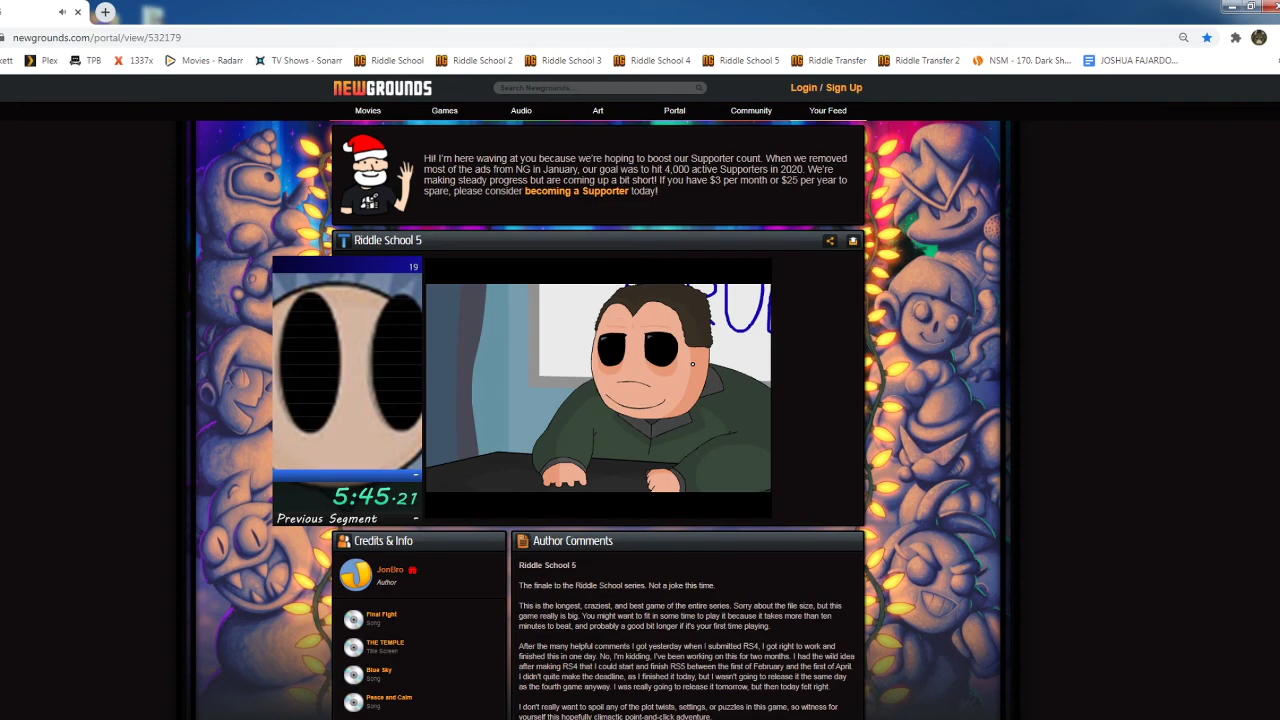 newgrounds.com/portal/view/532179
kett Plex TPB 1337x Movies - Radarr TV Shows - Sonarr Riddle School Riddle School 2 Riddle School 3 Riddle School 4 Riddle School 5 Riddle Transfer Riddle Transfer 2 NSM - 170. Dark Sh... JOSHUA FAJARDO...
NEWGROUNDS
Search Newgrounds...
Login / Sign Up
Movies Games Audio Art Portal Community Your Feed
Hi! I'm here waving at you because we're hoping to boost our Supporter count. When we removed
most of the ads from NG in January, our goal was to hit 4,000 active Supporters in 2020. We're
making steady progress but are coming up a bit short! If you have $3 per month or $25 per year to
spare, please consider becoming a Supporter today!
T Riddle School 5
19
-
5:45.21
Previous Segment -
Credits & Info
JonBro
Author
Final Fight
Song
THE TEMPLE
Title Screen
Blue Sky
Song
Peace and Calm
Song
Author Comments
Riddle School 5
The finale to the Riddle School series. Not a joke this time.
This is the longest, craziest, and best game of the entire series. Sorry about the file size, but this
game really is big. You might want to fit in some time to play it because it takes more than ten
minutes to beat, and probably a good bit longer if it's your first time playing.
After the many helpful comments I got yesterday when I submitted RS4, I got right to work and
finished this in one day. No, I'm kidding, I've been working on this for two months. I had the wild idea
after making RS4 that I could start and finish RS5 between the first of February and the first of April.
I didn't quite make the deadline, as I finished it today, but I wasn't going to release it the same day
as the fourth game anyway. I was really going to release it tomorrow, but then today felt right.
I don't really want to spoil any of the plot twists, settings, or puzzles in this game, so witness for
yourself this hopefully climactic point-and-click adventure.